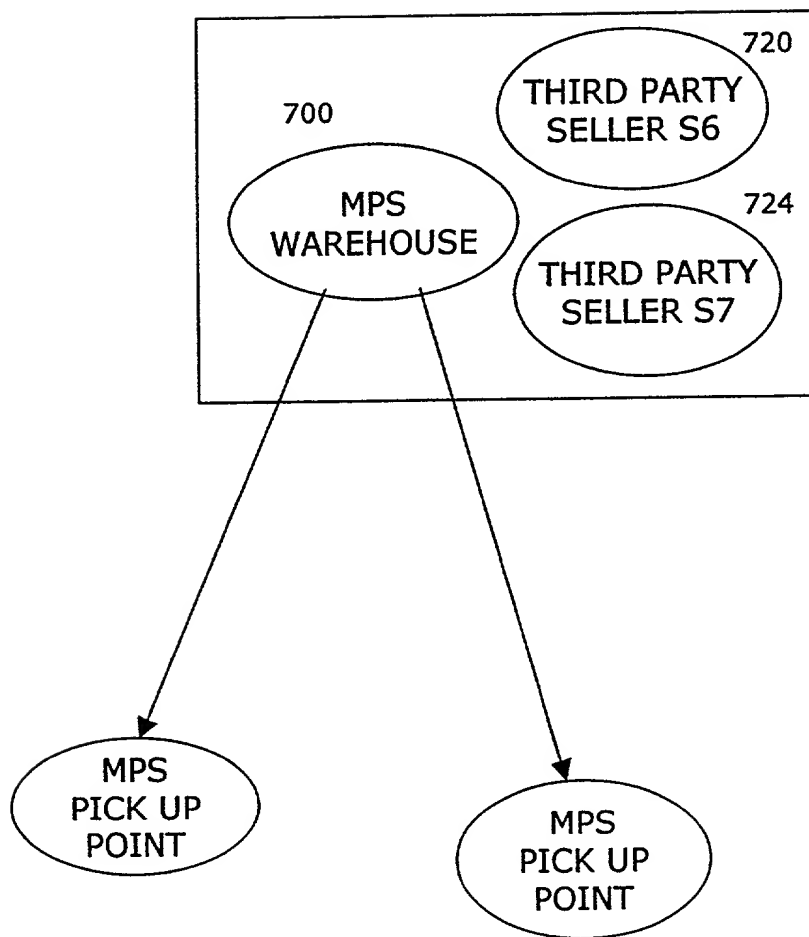 720
THIRD PARTY
SELLER S6
700
MPS
WAREHOUSE
724
THIRD PARTY
SELLER S7
MPS
PICK UP
POINT
MPS
PICK UP
POINT